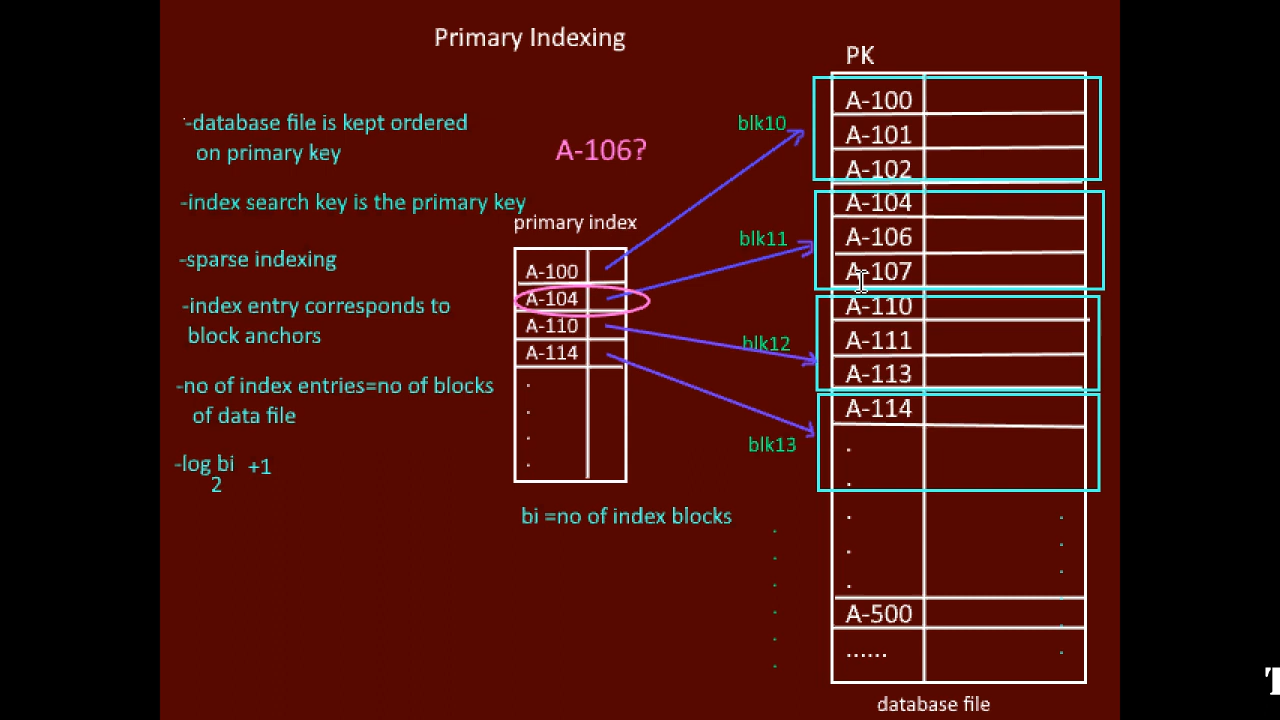 Primary Indexing
-database file is kept ordered
on primary key
-index search key is the primary key
-sparse indexing
-index entry corresponds to
block anchors
-no of index entries=no of blocks
of data file
-log bi +1
2
A-106?
primary index
A-100
A-104
A-110
A-114
.
.
.
.
bi =no of index blocks
blk10
blk11
blk12
blk13
PK
A-100
A-101
A-102
A-104
A-106
A-107
A-110
A-111
A-113
A-114
.
.
.
.
.
A-500
......
database file
T